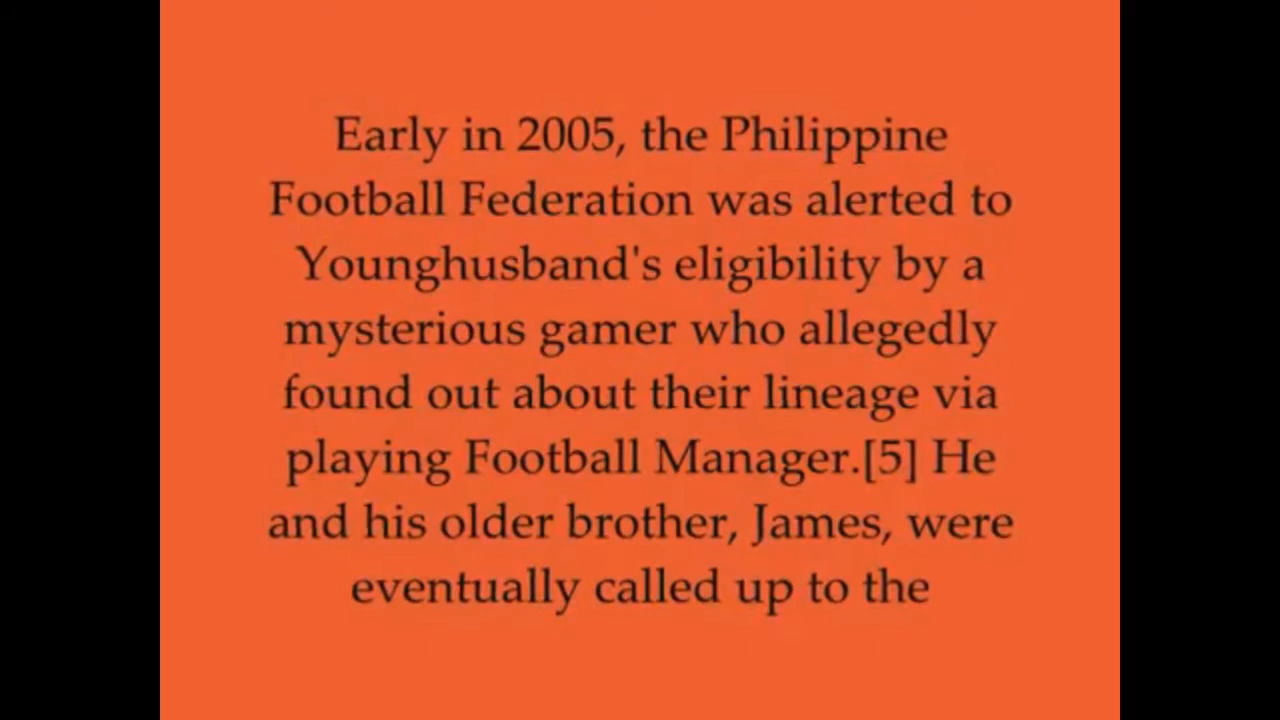 Early in 2005, the Philippine
Football Federation was alerted to
Younghusband's eligibility by a
mysterious gamer who allegedly
found out about their lineage via
playing Football Manager.[5] He
and his older brother, James, were
eventually called up to the